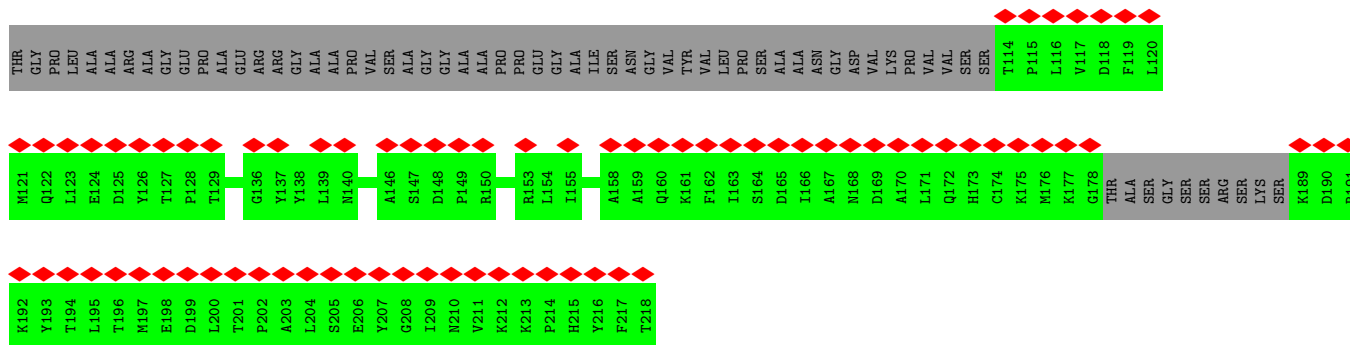 THR GLY PRO LEU ALA ALA ARG ALA GLY GLU PRO ALA GLU ARG ARG GLY ALA ALA PRO VAL SER ALA GLY GLY ALA ALA PRO PRO GLU GLY ALA ILE SER ASN GLY VAL TYR VAL LEU PRO SER ALA ALA ASN GLY ASP VAL LYS PRO VAL VAL SER SER T114 P115 L116 V117 D118 F119 L120
M121 Q122 L123 E124 D125 Y126 T127 P128 T129 G136 Y137 Y138 L139 N140 A146 S147 D148 P149 R150 R153 L154 I155 A158 A159 Q160 K161 F162 I163 S164 D165 I166 A167 N168 D169 A170 L171 Q172 H173 C174 K175 M176 K177 G178 THR ALA SER GLY SER SER ARG SER LYS SER K189 D190
K192 Y193 T194 L195 T196 M197 E198 D199 L200 T201 P202 A203 L204 S205 E206 Y207 G208 I209 N210 V211 K212 K213 P214 H215 Y216 F217 T218